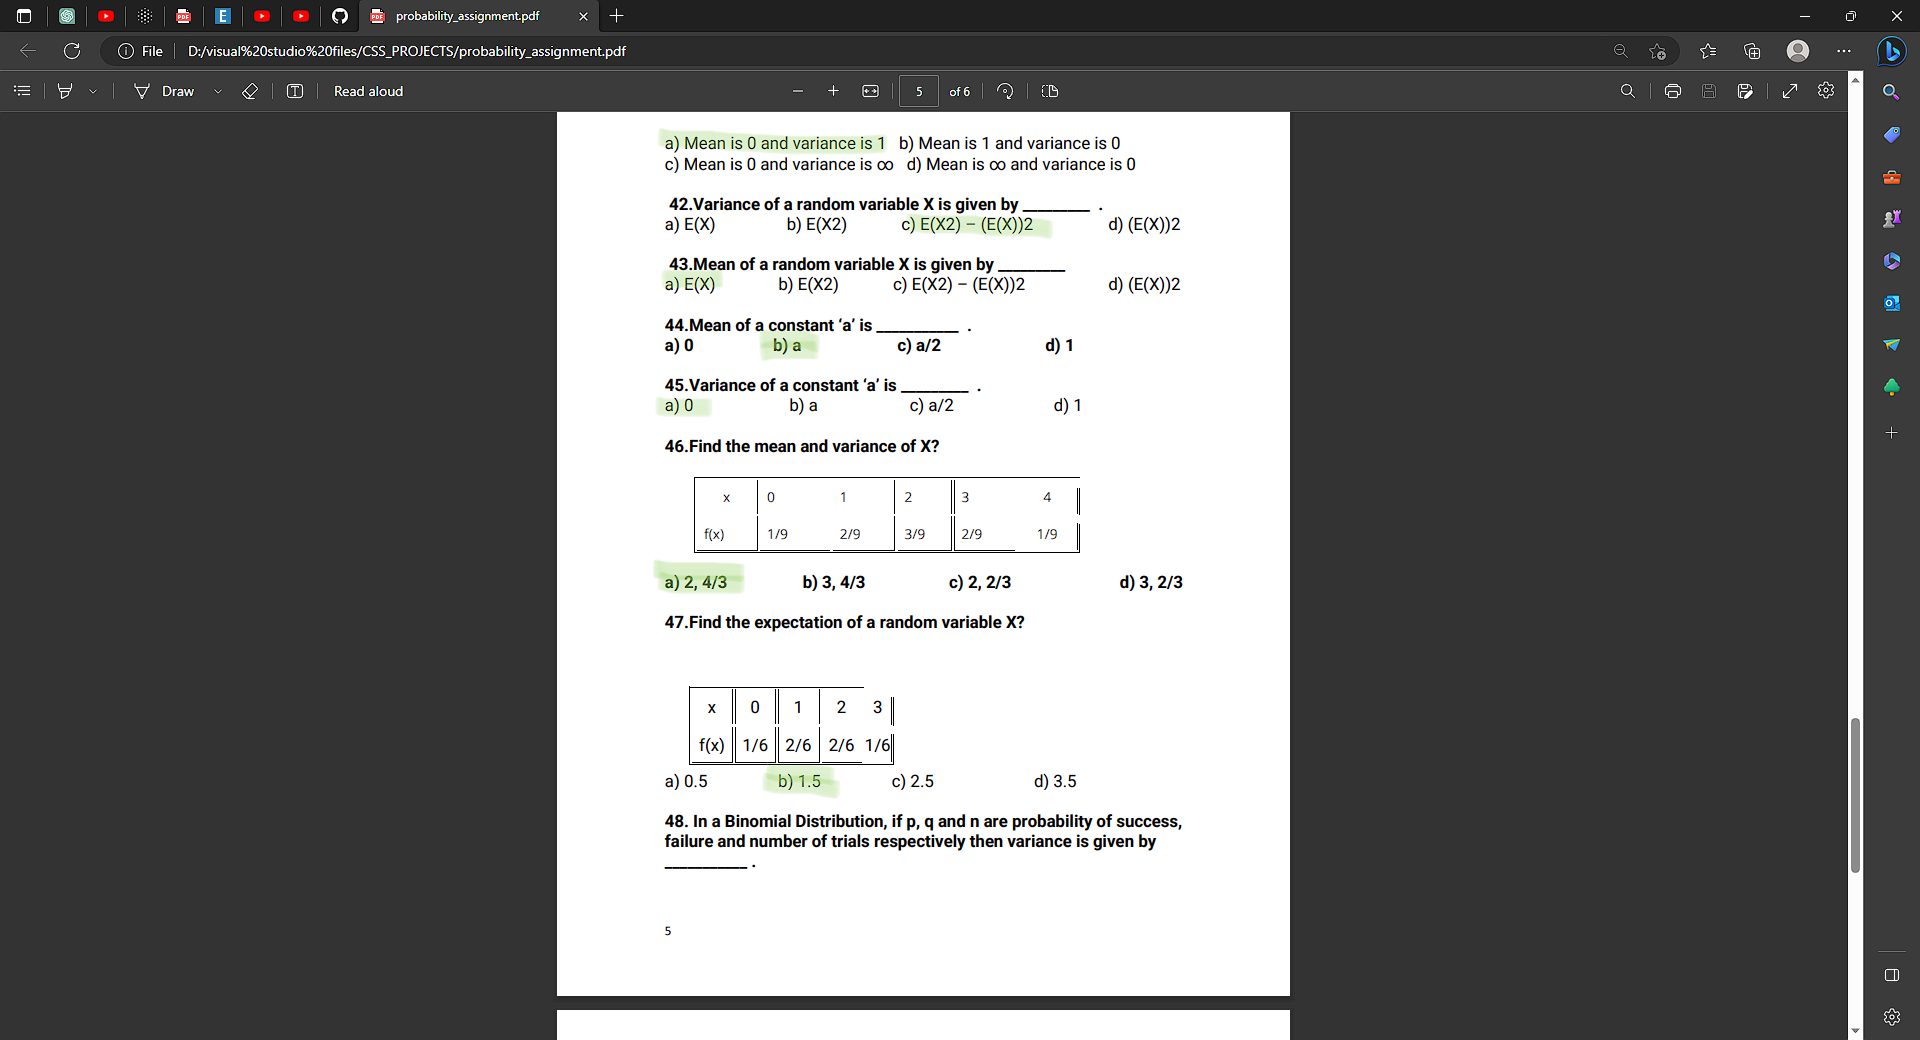 probability_assignment.pdf
File
D:/visual%20studio%20files/CSS_PROJECTS/probability_assignment.pdf
Draw
Read aloud
5
of 6
a) Mean is 0 and variance is 1 b) Mean is 1 and variance is 0
c) Mean is 0 and variance is ∞ d) Mean is ∞ and variance is 0
42.Variance of a random variable X is given by _________ .
a) E(X) b) E(X2) c) E(X2) – (E(X))2 d) (E(X))2
43.Mean of a random variable X is given by _________
a) E(X) b) E(X2) c) E(X2) – (E(X))2 d) (E(X))2
44.Mean of a constant ‘a’ is ___________ .
a) 0 b) a c) a/2 d) 1
45.Variance of a constant ‘a’ is _________ .
a) 0 b) a c) a/2 d) 1
46.Find the mean and variance of X?
x 0 1 2 3 4
f(x) 1/9 2/9 3/9 2/9 1/9
a) 2, 4/3 b) 3, 4/3 c) 2, 2/3 d) 3, 2/3
47.Find the expectation of a random variable X?
x 0 1 2 3
f(x) 1/6 2/6 2/6 1/6
a) 0.5 b) 1.5 c) 2.5 d) 3.5
48. In a Binomial Distribution, if p, q and n are probability of success,
failure and number of trials respectively then variance is given by
___________ .
5